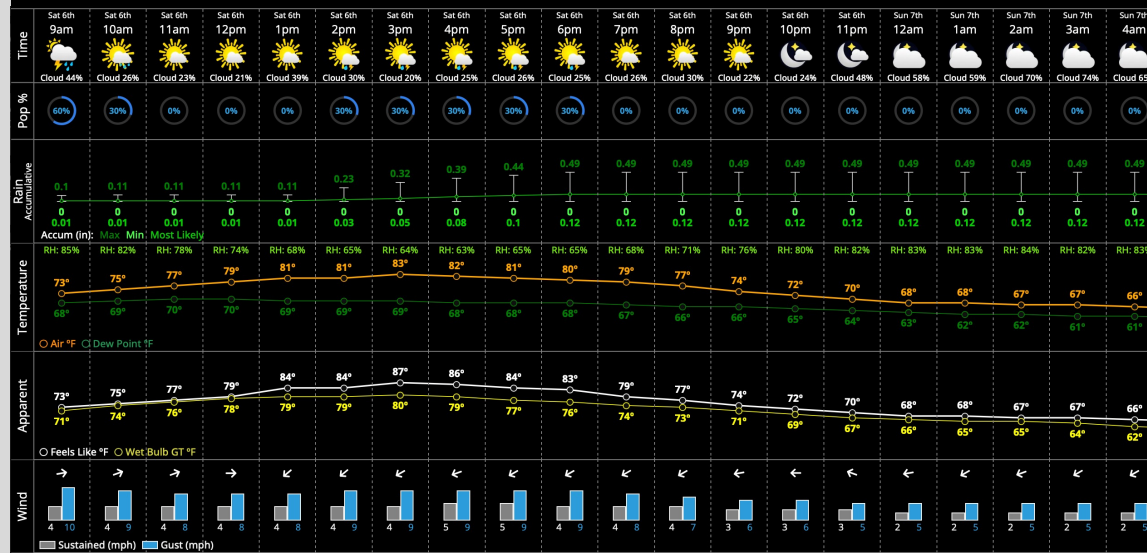 Time
Sat 6th Sat 6th Sat 6th Sat 6th Sat 6th Sat 6th Sat 6th Sat 6th Sat 6th Sat 6th Sat 6th Sat 6th Sat 6th Sat 6th Sat 6th Sun 7th Sun 7th Sun 7th Sun 7th Sun 7th
9am 10am 11am 12pm 1pm 2pm 3pm 4pm 5pm 6pm 7pm 8pm 9pm 10pm 11pm 12am 1am 2am 3am 4am
Cloud 44% Cloud 26% Cloud 23% Cloud 21% Cloud 39% Cloud 30% Cloud 20% Cloud 25% Cloud 26% Cloud 25% Cloud 26% Cloud 30% Cloud 22% Cloud 24% Cloud 48% Cloud 58% Cloud 59% Cloud 70% Cloud 74% Cloud 65
Pop %
60% 30% 0% 0% 0% 30% 30% 30% 30% 30% 0% 0% 0% 0% 0% 0% 0% 0% 0% 0%
Rain
Accumulative
0.1 0.11 0.11 0.11 0.11 0.23 0.32 0.39 0.44 0.49 0.49 0.49 0.49 0.49 0.49 0.49 0.49 0.49 0.49 0.49
0 0 0 0 0 0 0 0 0 0 0 0 0 0 0 0 0 0 0 0
0.01 0.01 0.01 0.01 0.01 0.03 0.05 0.08 0.1 0.12 0.12 0.12 0.12 0.12 0.12 0.12 0.12 0.12 0.12 0.12
Accum (in): Max Min Most Likely
Temperature
RH: 85% RH: 82% RH: 78% RH: 74% RH: 68% RH: 65% RH: 64% RH: 63% RH: 65% RH: 65% RH: 68% RH: 71% RH: 76% RH: 80% RH: 82% RH: 83% RH: 83% RH: 84% RH: 82% RH: 83%
73° 75° 77° 79° 81° 81° 83° 82° 81° 80° 79° 77° 74° 72° 70° 68° 68° 67° 67° 66°
68° 69° 70° 70° 69° 69° 69° 68° 68° 68° 67° 66° 66° 65° 64° 63° 62° 62° 61° 61°
Air °F Dew Point °F
Apparent
73° 75° 77° 79° 84° 84° 87° 86° 84° 83° 79° 77° 74° 72° 70° 68° 68° 67° 67° 66°
71° 74° 76° 78° 79° 79° 80° 79° 77° 76° 74° 73° 71° 69° 67° 66° 65° 65° 64° 62°
Feels Like °F Wet Bulb GT °F
Wind
4 10 4 9 4 8 4 8 4 8 4 9 4 9 5 9 5 9 4 9 4 8 4 7 3 6 3 6 3 5 2 5 2 5 2 5 2 5 2 5
Sustained (mph) Gust (mph)